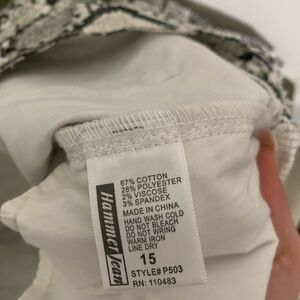 Hammer Jean
67% COTTON
28% POLYESTER
2% VISCOSE
3% SPANDEX
MADE IN CHINA
HAND WASH COLD
DO NOT BLEACH
DO NOT WRING
WARM IRON
LINE DRY
15
STYLE# P503
RN: 110483